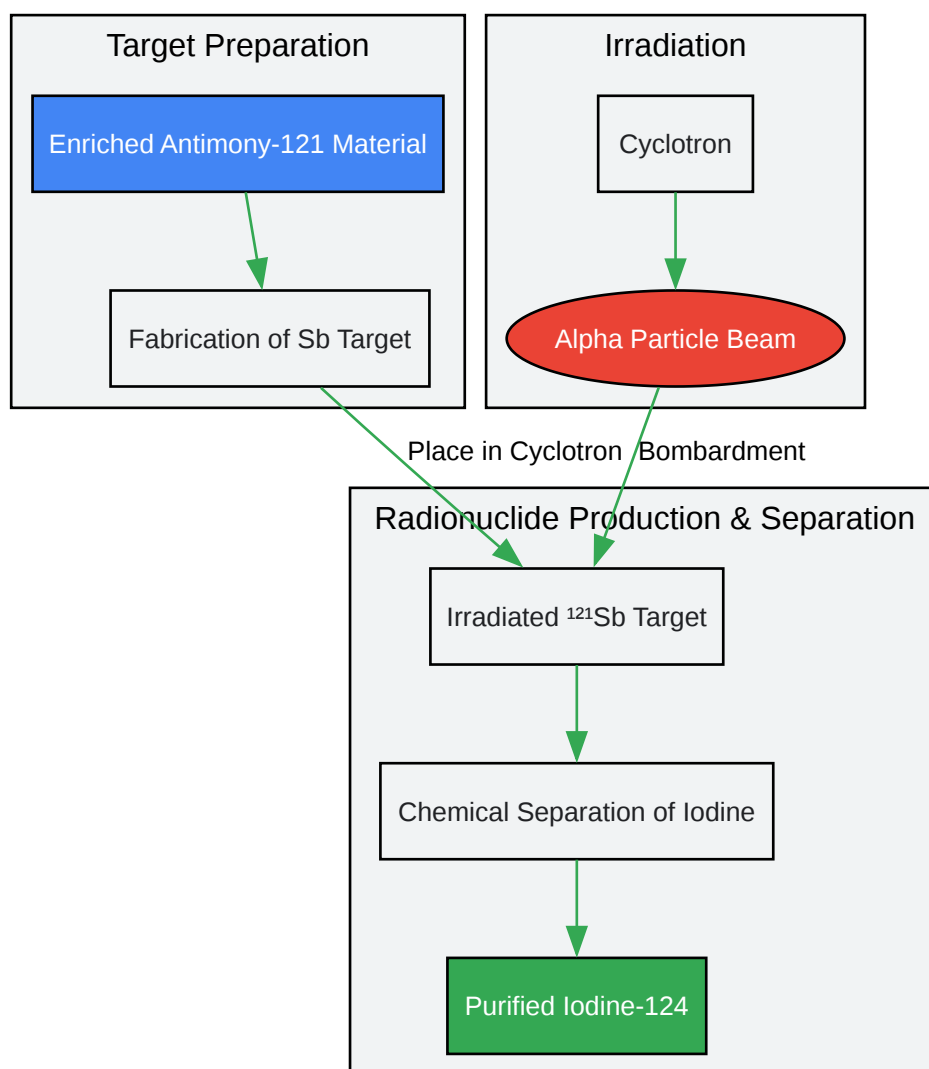 Target Preparation
Enriched Antimony-121 Material
Fabrication of Sb Target
Irradiation
Cyclotron
Alpha Particle Beam
Place in Cyclotron
Bombardment
Radionuclide Production & Separation
Irradiated ¹²¹Sb Target
Chemical Separation of Iodine
Purified Iodine-124